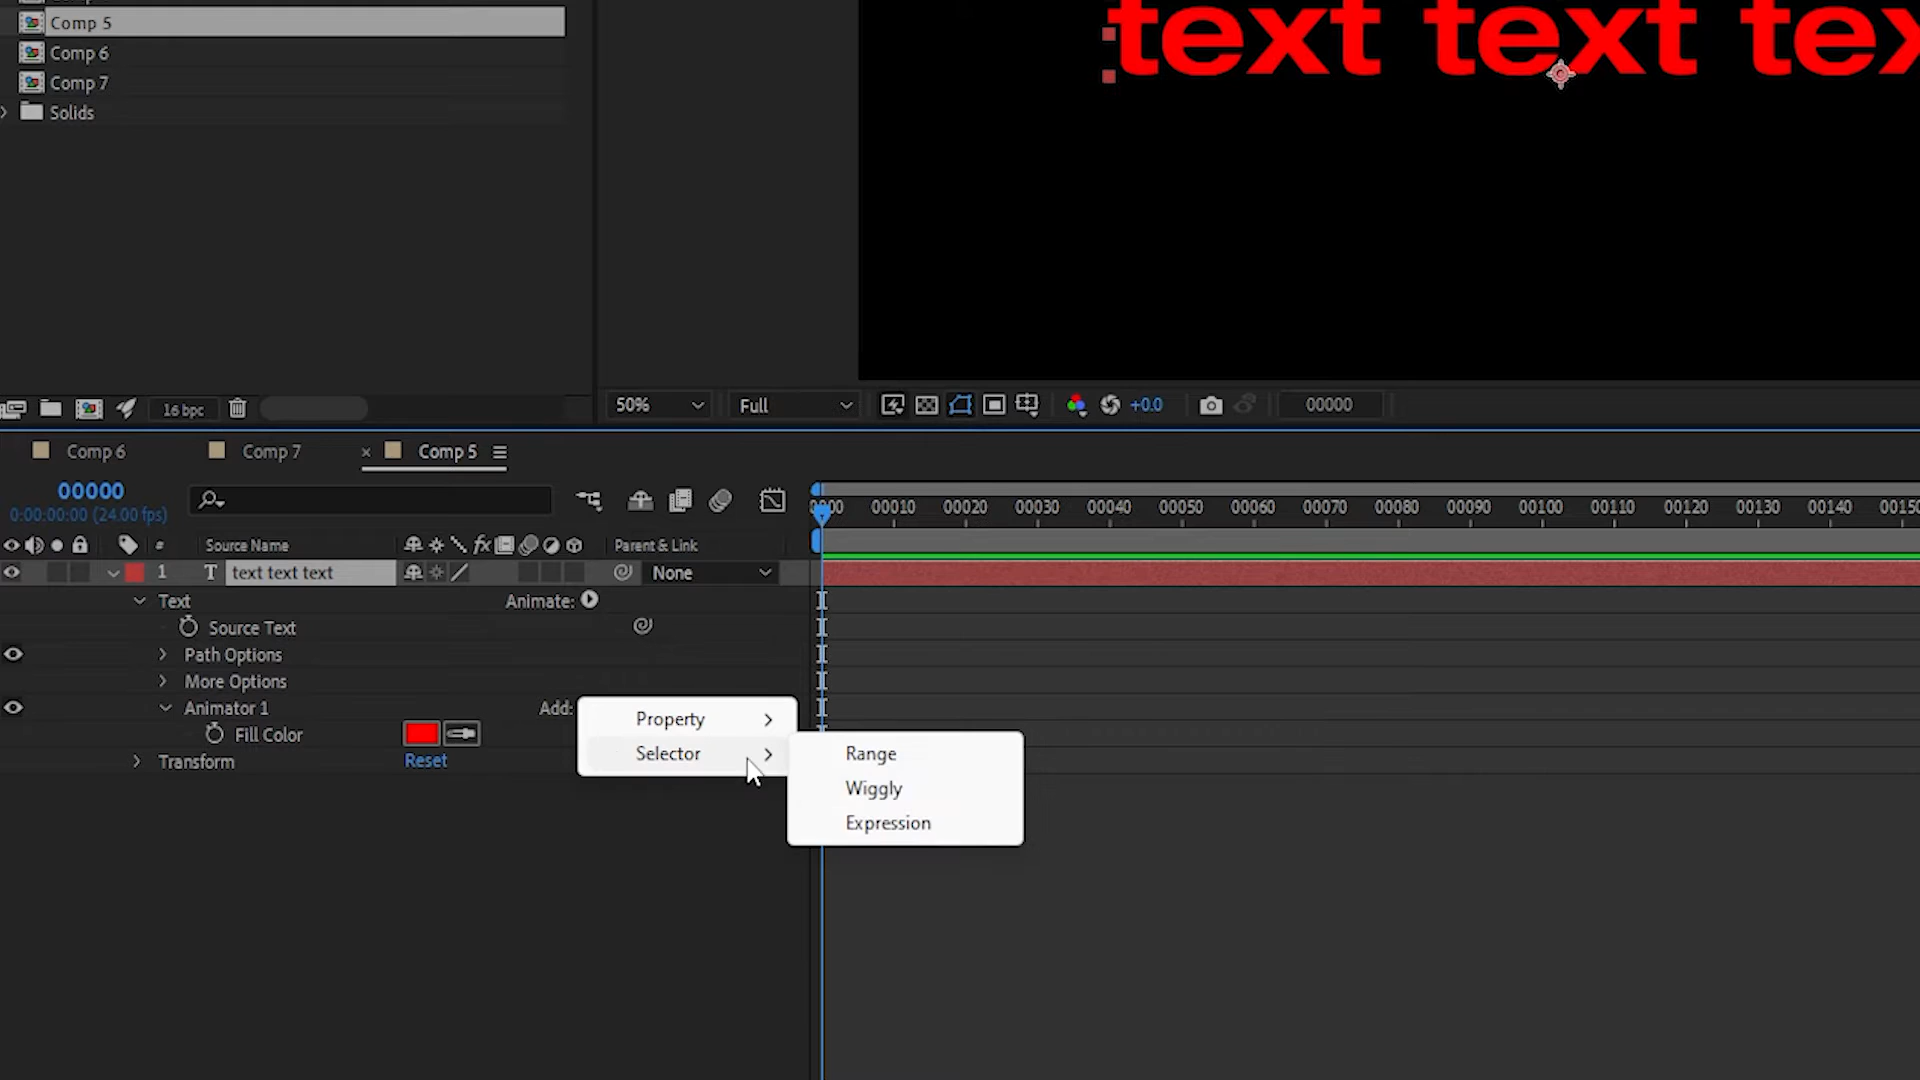 Comp 5
Comp 6
Comp 7
Solids
text text tex
16 bpc
50%
Full
+0.0
00000
Comp 6
Comp 7
× Comp 5
00000
0:00:00:00 (24.00 fps)
00010 00020 00030 00040 00050 00060 00070 00080 00090 00100 00110 00120 00130 00140
# Source Name fx Parent & Link
1 T text text text None
Text Animate:
Source Text
Path Options
More Options
Animator 1 Add:
Fill Color
Transform Reset
Property
Selector
Range
Wiggly
Expression